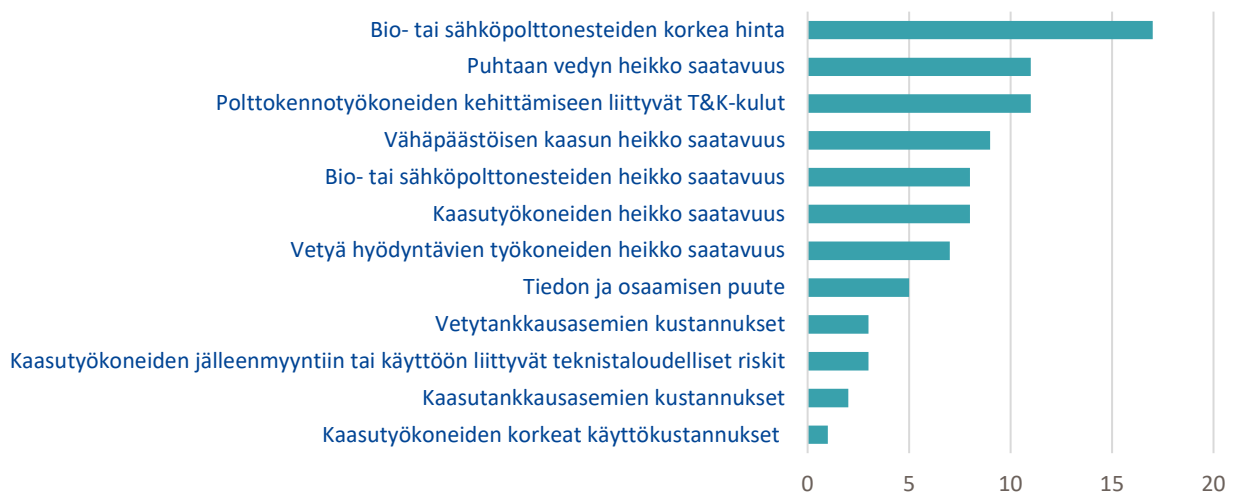 Bio- tai sähköpolttonesteiden korkea hinta
Puhtaan vedyn heikko saatavuus
Polttokennotyökoneiden kehittämiseen liittyvät T&K-kulut
Vähäpäästöisen kaasun heikko saatavuus
Bio- tai sähköpolttonesteiden heikko saatavuus
Kaasutyökoneiden heikko saatavuus
Vetyä hyödyntävien työkoneiden heikko saatavuus
Tiedon ja osaamisen puute
Vetytankkausasemien kustannukset
Kaasutyökoneiden jälleenmyyntiin tai käyttöön liittyvät teknistaloudelliset riskit
Kaasutankkausasemien kustannukset
Kaasutyökoneiden korkeat käyttökustannukset
0 5 10 15 20